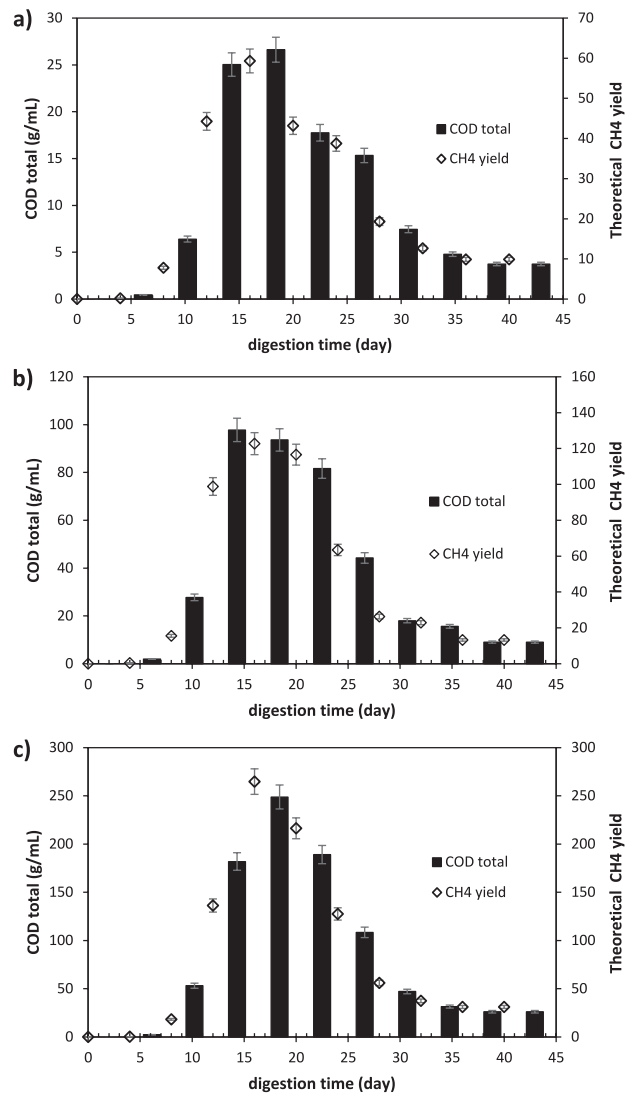 a)
30
25
20
15
10
5
0
COD total (g/mL)
70
60
50
40
30
20
10
0
Theoretical CH4 yield
COD total
CH4 yield
0 5 10 15 20 25 30 35 40 45
digestion time (day)
b)
120
100
80
60
40
20
0
COD total (g/mL)
160
140
120
100
80
60
40
20
0
Theoretical CH4 yield
COD total
CH4 yield
0 5 10 15 20 25 30 35 40 45
digestion time (day)
c)
300
250
200
150
100
50
0
COD total (g/mL)
300
250
200
150
100
50
0
Theoretical CH4 yield
COD total
CH4 yield
0 5 10 15 20 25 30 35 40 45
digestion time (day)